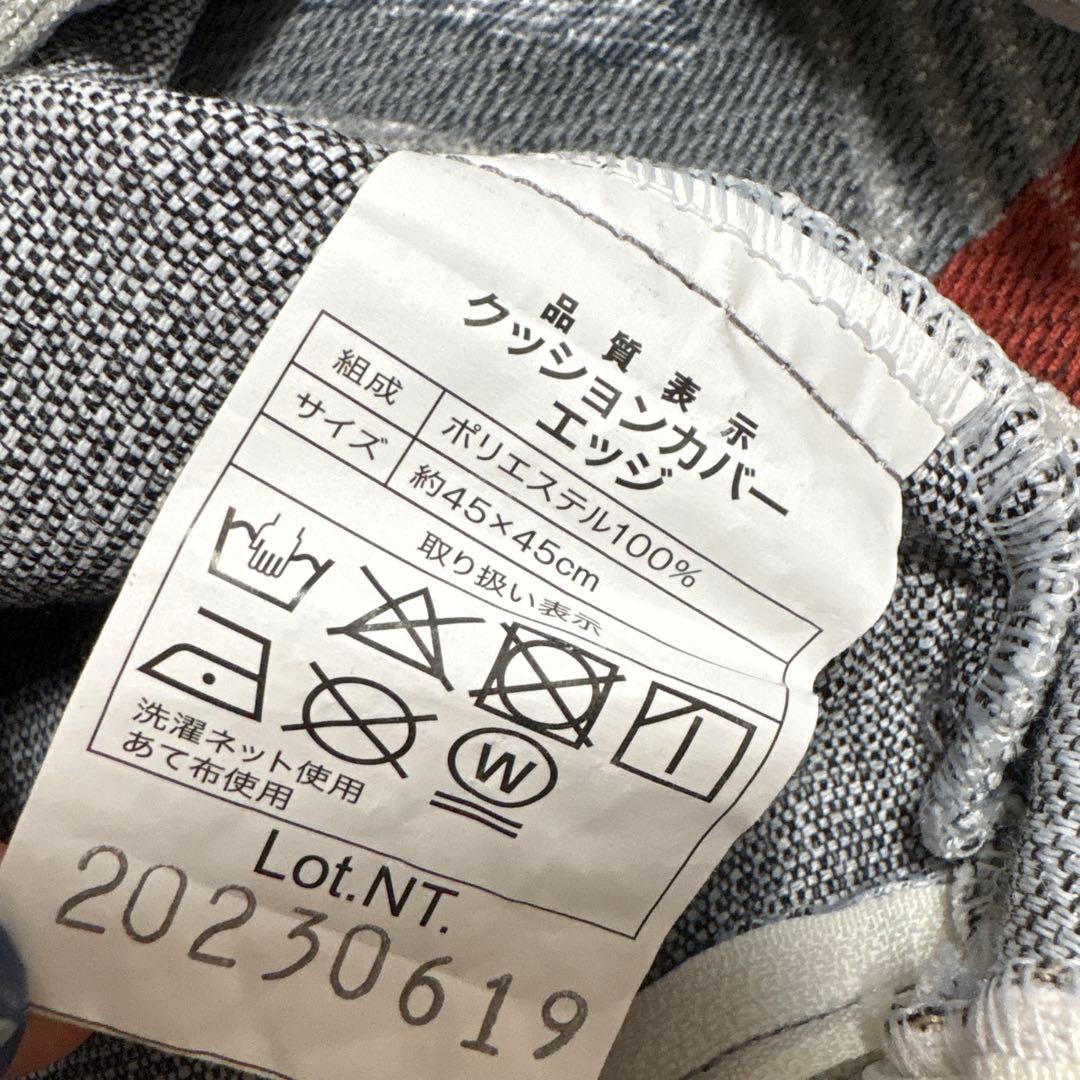 品質表示
クッションカバー
エッジ
組成 ポリエステル100%
サイズ 約45×45cm
取り扱い表示
W
洗濯ネット使用
あて布使用
Lot.NT.
20230619